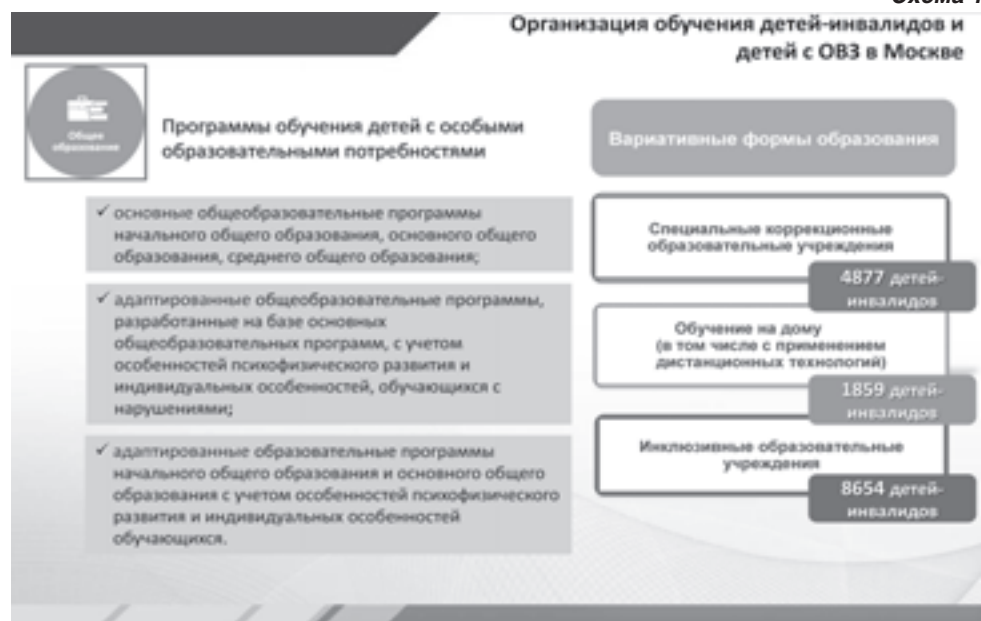 Схема 1
Организация обучения детей-инвалидов и
детей с ОВЗ в Москве
Общее
образование
Программы обучения детей с особыми
образовательными потребностями
Вариативные формы образования
✓ основные общеобразовательные программы
начального общего образования, основного общего
образования, среднего общего образования;
✓ адаптированные общеобразовательные программы,
разработанные на базе основных
общеобразовательных программ, с учетом
особенностей психофизического развития и
индивидуальных особенностей, обучающихся с
нарушениями;
✓ адаптированные образовательные программы
начального общего образования и основного общего
образования с учетом особенностей психофизического
развития и индивидуальных особенностей
обучающихся.
Специальные коррекционные
образовательные учреждения
4877 детей-
инвалидов
Обучение на дому
(в том числе с применением
дистанционных технологий)
1859 детей-
инвалидов
Инклюзивные образовательные
учреждения
8654 детей-
инвалидов